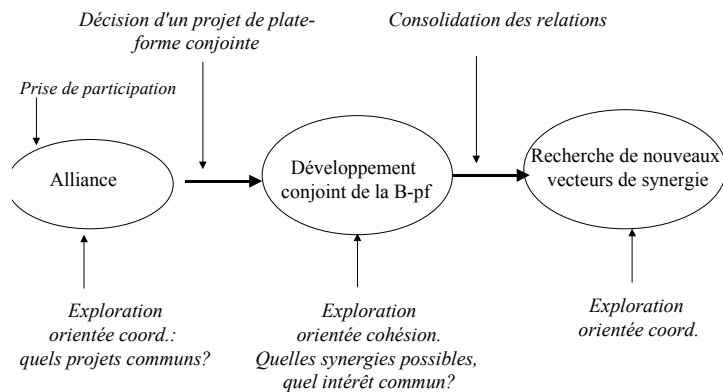 Décision d'un projet de plate-
forme conjointe
Consolidation des relations
Prise de participation
Alliance
Développement
conjoint de la B-pf
Recherche de nouveaux
vecteurs de synergie
Exploration
orientée coord.:
quels projets communs?
Exploration
orientée cohésion.
Quelles synergies possibles,
quel intérêt commun?
Exploration
orientée coord.